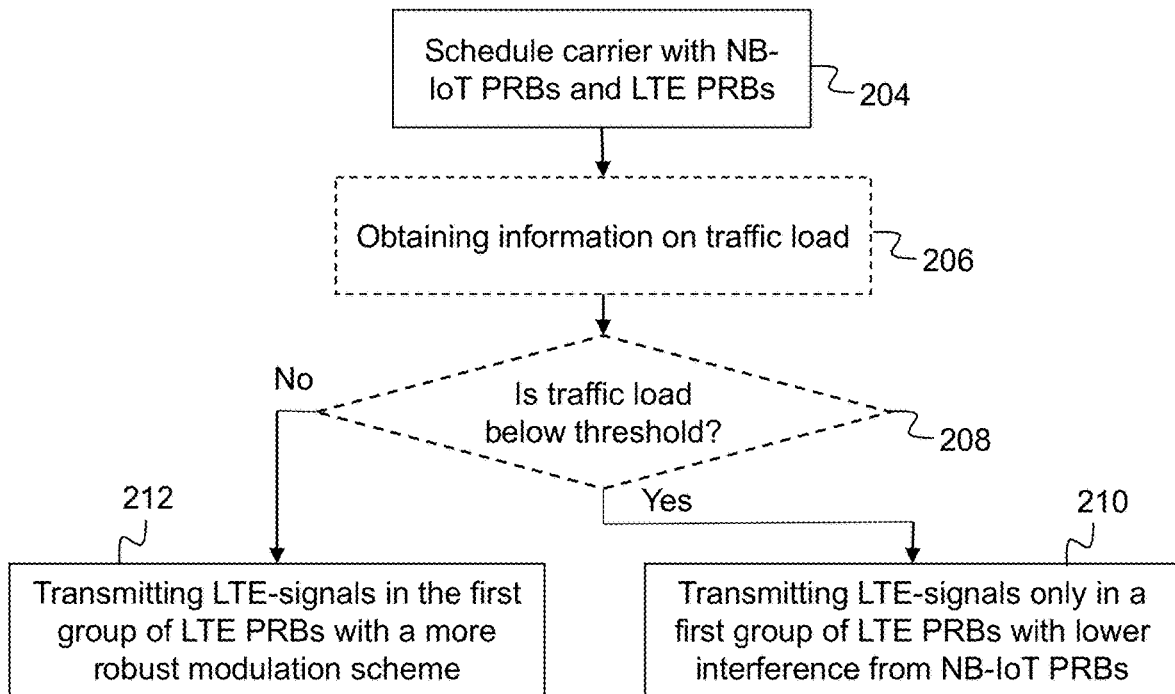 Schedule carrier with NB-
IoT PRBs and LTE PRBs
204
Obtaining information on traffic load
206
Is traffic load
below threshold?
No
208
Yes
212
210
Transmitting LTE-signals in the first
group of LTE PRBs with a more
robust modulation scheme
Transmitting LTE-signals only in a
first group of LTE PRBs with lower
interference from NB-IoT PRBs